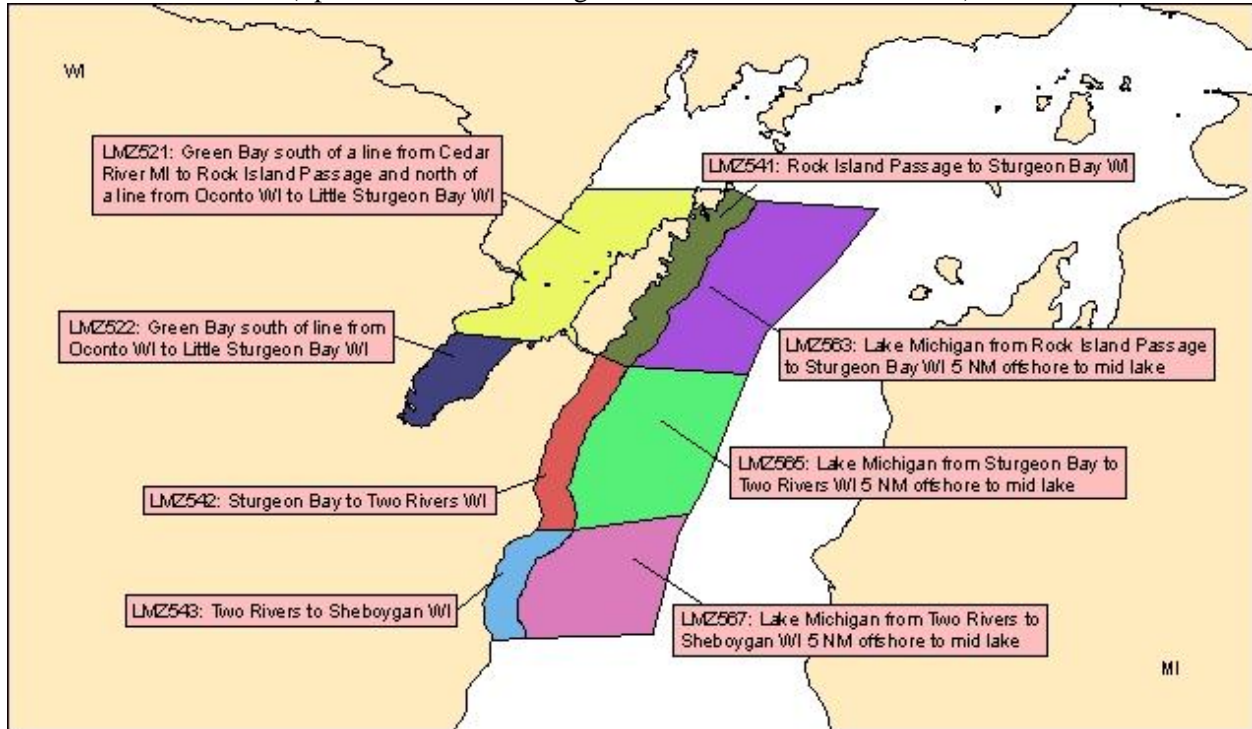 WI
LMZ521: Green Bay south of a line from Cedar
River MI to Rock Island Passage and north of
a line from Oconto WI to Little Sturgeon Bay WI
LMZ541: Rock Island Passage to Sturgeon Bay WI
LMZ522: Green Bay south of line from
Oconto WI to Little Sturgeon Bay WI
LMZ563: Lake Michigan from Rock Island Passage
to Sturgeon Bay WI 5 NM offshore to mid lake
LMZ565: Lake Michigan from Sturgeon Bay to
Two Rivers WI 5 NM offshore to mid lake
LMZ542: Sturgeon Bay to Two Rivers WI
LMZ543: Two Rivers to Sheboygan WI
LMZ567: Lake Michigan from Two Rivers to
Sheboygan WI 5 NM offshore to mid lake
MI